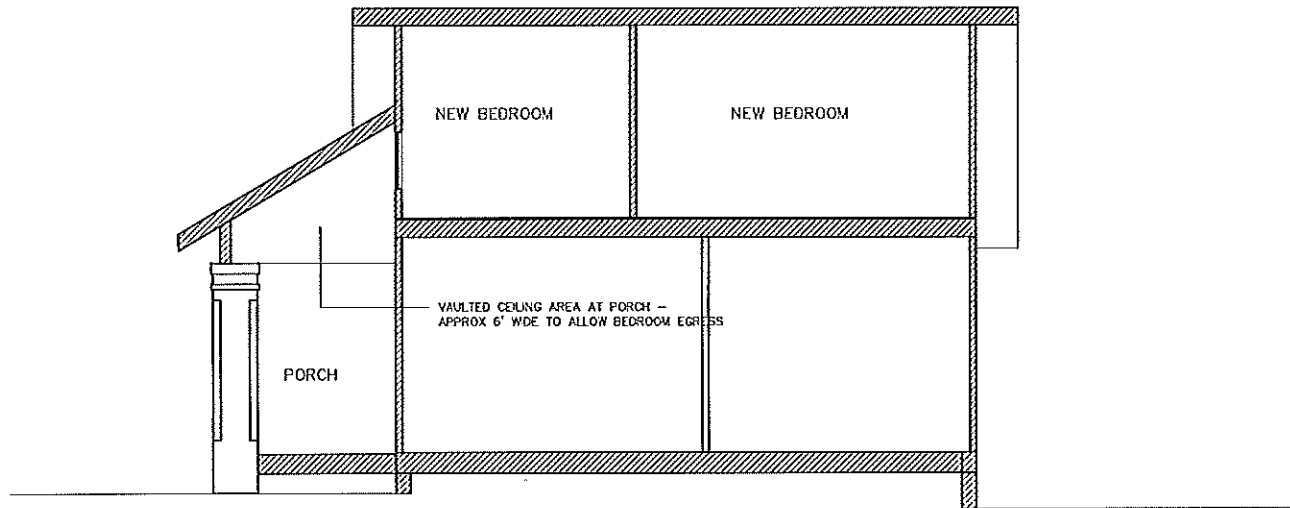 NEW BEDROOM
NEW BEDROOM
VAULTED CEILING AREA AT PORCH –
APPROX 6' WIDE TO ALLOW BEDROOM EGRESS
PORCH